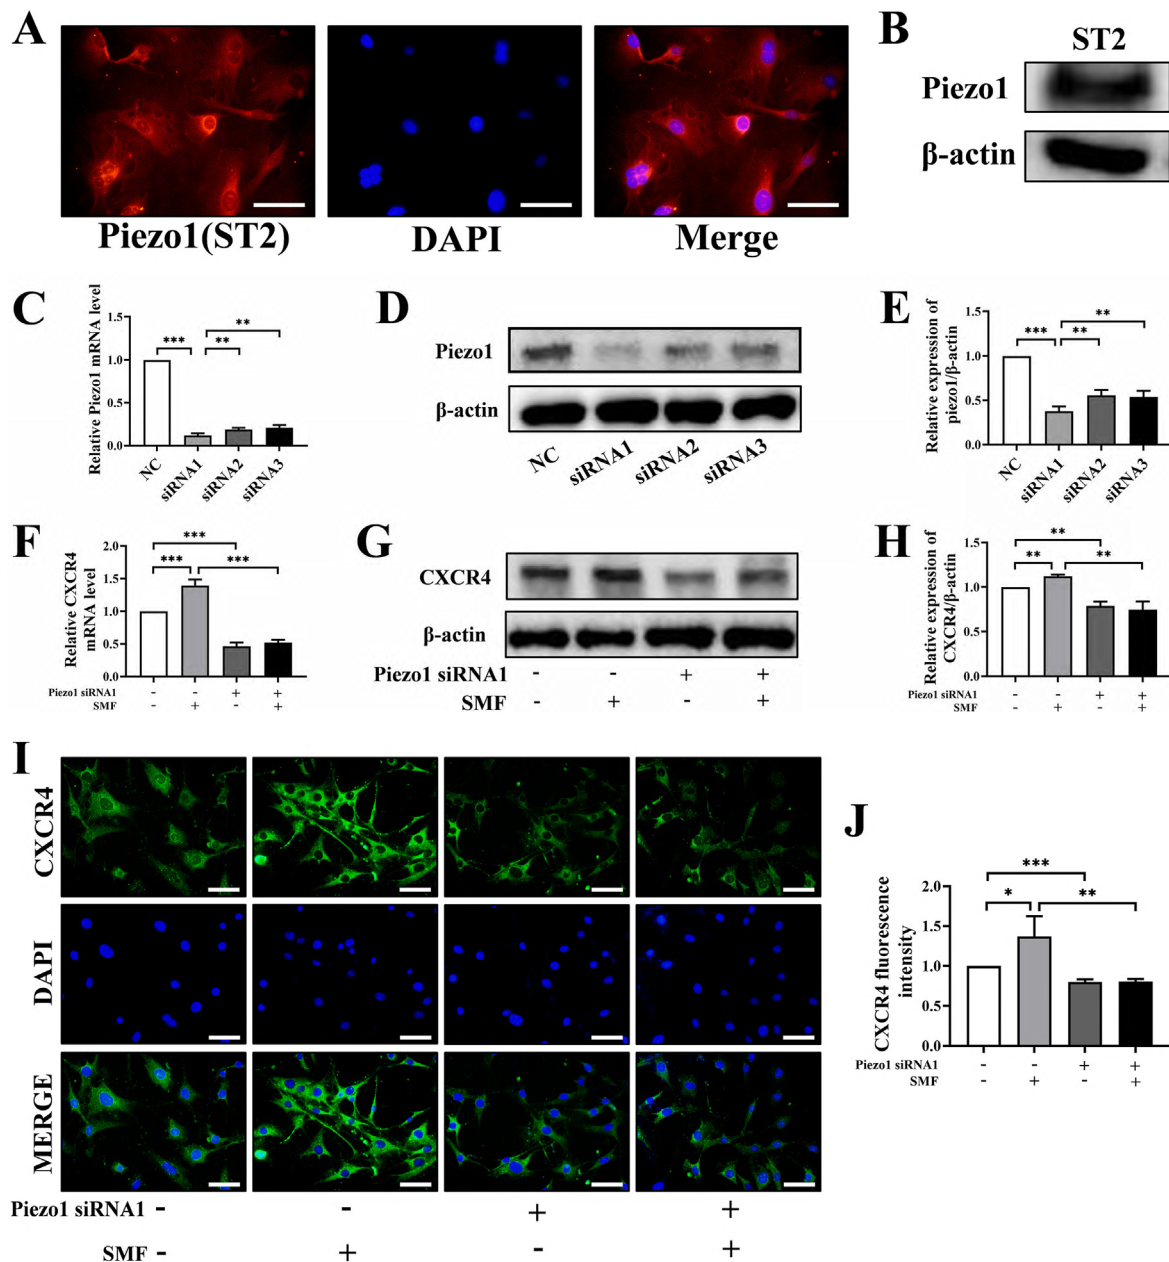 A
Piezo1(ST2)
DAPI
Merge
B
ST2
Piezo1
β-actin
C
Relative Piezo1 mRNA level
1.5
1.0
0.5
0.0
***
**
**
NC
siRNA1
siRNA2
siRNA3
D
Piezo1
β-actin
NC
siRNA1
siRNA2
siRNA3
E
Relative expression of
piezo1/β-actin
1.5
1.0
0.5
0.0
***
**
**
NC
siRNA1
siRNA2
siRNA3
F
Relative CXCR4
mRNA level
2.0
1.5
1.0
0.5
0.0
***
***
***
Piezo1 siRNA1 - - + +
SMF - + - +
G
CXCR4
β-actin
Piezo1 siRNA1 - - + +
SMF - + - +
H
Relative expression of
CXCR4/β-actin
1.5
1.0
0.5
0.0
**
**
**
Piezo1 siRNA1 - - + +
SMF - + - +
I
CXCR4
DAPI
MERGE
Piezo1 siRNA1 - - + +
SMF - + - +
J
CXCR4 fluorescence
intensity
2.0
1.5
1.0
0.5
0.0
***
*
**
Piezo1 siRNA1 - - + +
SMF - + - +